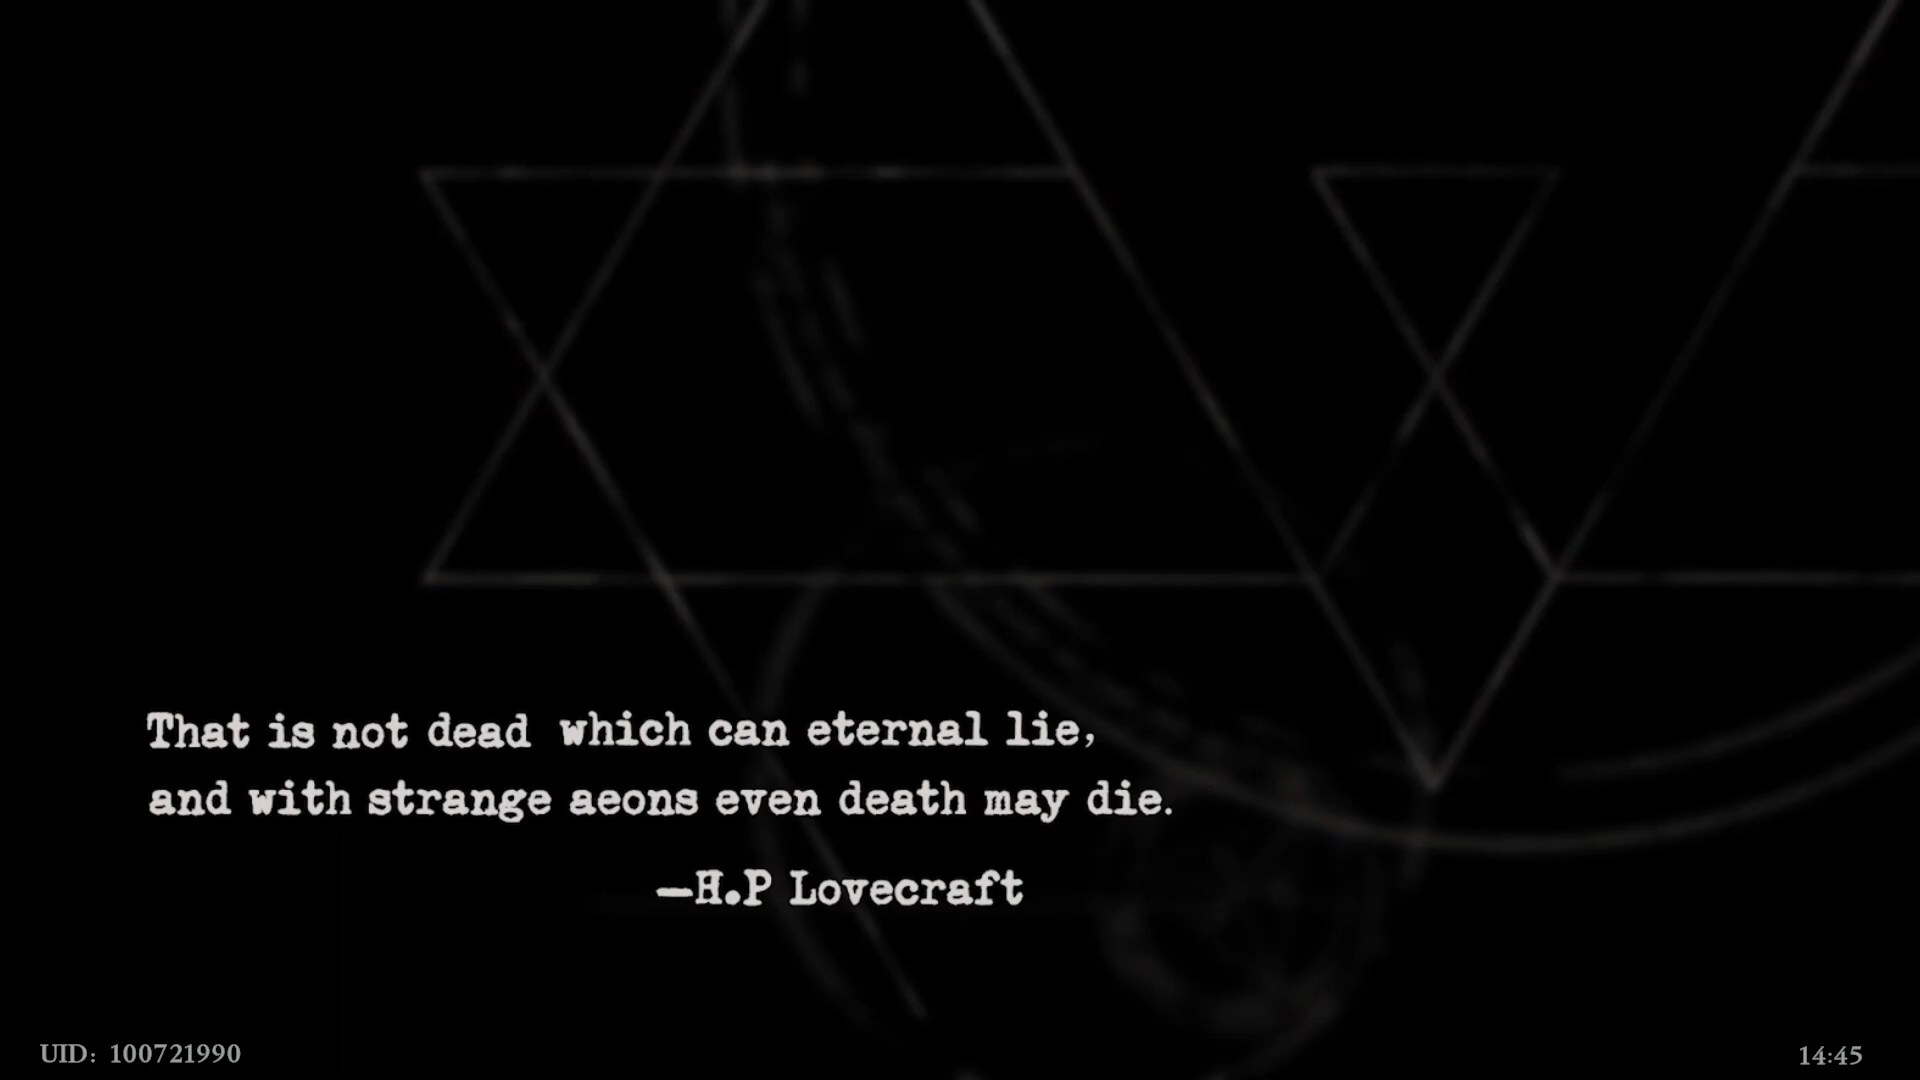 That is not dead which can eternal lie,
and with strange aeons even death may die.
—H.P Lovecraft
UID: 100721990
14:45